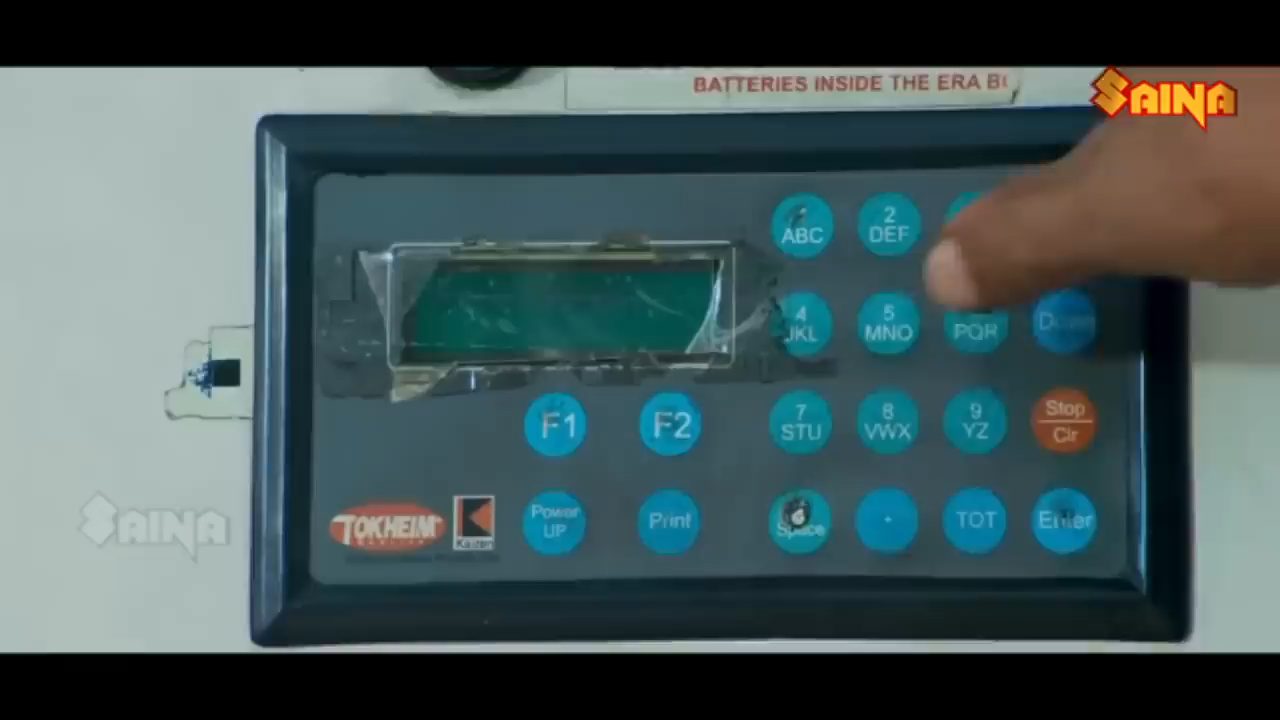 BATTERIES INSIDE THE ERA
SAINA
ABC
2
DEF
4
JKL
5
MNO
PQR
7
STU
8
VWX
9
YZ
Stop
Clr
F1
F2
Power
UP
Print
Space
.
TOT
Enter
TOKHEIM
Kaizen
SAINA